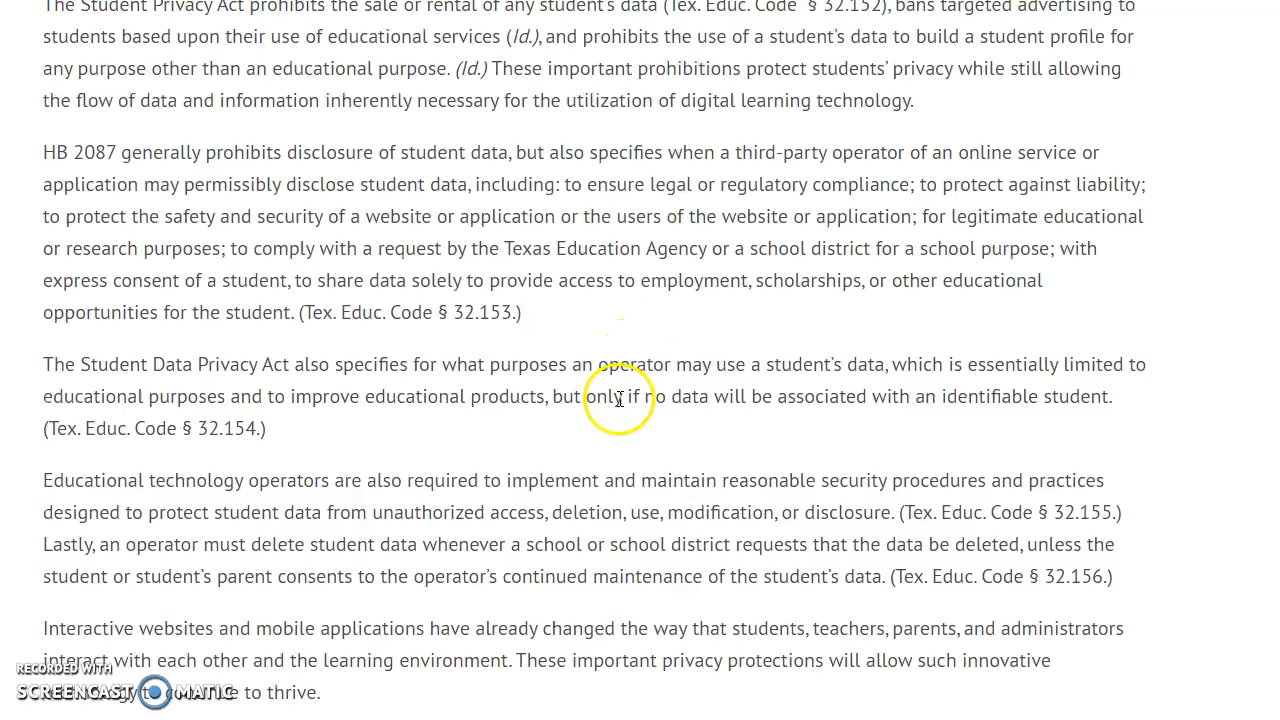 The Student Privacy Act prohibits the sale or rental of any student's data (Tex. Educ. Code § 32.152), bans targeted advertising to
students based upon their use of educational services (Id.), and prohibits the use of a student's data to build a student profile for
any purpose other than an educational purpose. (Id.) These important prohibitions protect students' privacy while still allowing
the flow of data and information inherently necessary for the utilization of digital learning technology.
HB 2087 generally prohibits disclosure of student data, but also specifies when a third-party operator of an online service or
application may permissibly disclose student data, including: to ensure legal or regulatory compliance; to protect against liability;
to protect the safety and security of a website or application or the users of the website or application; for legitimate educational
or research purposes; to comply with a request by the Texas Education Agency or a school district for a school purpose; with
express consent of a student, to share data solely to provide access to employment, scholarships, or other educational
opportunities for the student. (Tex. Educ. Code § 32.153.)
The Student Data Privacy Act also specifies for what purposes an operator may use a student's data, which is essentially limited to
educational purposes and to improve educational products, but only if no data will be associated with an identifiable student.
(Tex. Educ. Code § 32.154.)
Educational technology operators are also required to implement and maintain reasonable security procedures and practices
designed to protect student data from unauthorized access, deletion, use, modification, or disclosure. (Tex. Educ. Code § 32.155.)
Lastly, an operator must delete student data whenever a school or school district requests that the data be deleted, unless the
student or student's parent consents to the operator's continued maintenance of the student's data. (Tex. Educ. Code § 32.156.)
Interactive websites and mobile applications have already changed the way that students, teachers, parents, and administrators
interact with each other and the learning environment. These important privacy protections will allow such innovative
to thrive.
RECORDED WITH
SCREENCAST MATIC